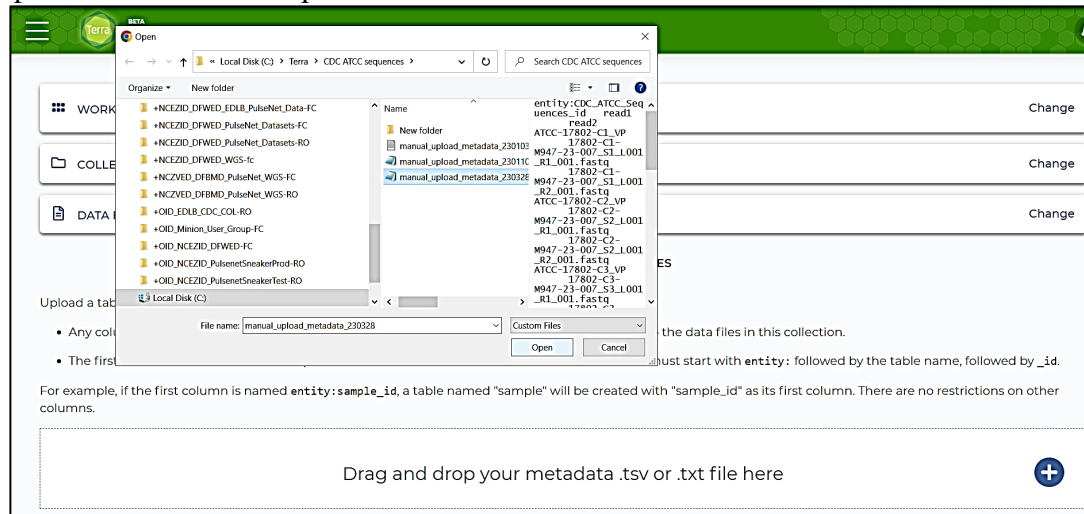 BETA
Terra
Open
« Local Disk (C:) > Terra > CDC ATCC sequences >
Search CDC ATCC sequences
Organize
New folder
+NCEZID_DFWED_EDLB_PulseNet_Data-FC
+NCEZID_DFWED_PulseNet_Datasets-FC
+NCEZID_DFWED_PulseNet_Datasets-RO
+NCEZID_DFWED_WGS-fc
+NCZVED_DFBMD_PulseNet_WGS-FC
+NCZVED_DFBMD_PulseNet_WGS-RO
+OID_EDLB_CDC_COL-RO
+OID_Minion_User_Group-FC
+OID_NCEZID_DFWED-FC
+OID_NCEZID_PulsenetSneakerProd-RO
+OID_NCEZID_PulsenetSneakerTest-RO
Local Disk (C:)
Name
New folder
manual_upload_metadata_230103
manual_upload_metadata_230110
manual_upload_metadata_230328
entity:CDC_ATCC_Seq
uences_id read1
read2
ATCC-17802-C1_VP
17802-C1-
M947-23-007_S1_L001
_R1_001.fastq
17802-C1-
M947-23-007_S1_L001
_R2_001.fastq
ATCC-17802-C2_VP
17802-C2-
M947-23-007_S2_L001
_R1_001.fastq
17802-C2-
M947-23-007_S2_L001
_R2_001.fastq
ATCC-17802-C3_VP
17802-C3-
M947-23-007_S3_L001
_R1_001.fastq
File name: manual_upload_metadata_230328
Custom Files
Open Cancel
WORK
Change
COLLE
Change
DATA
Change
ES
Upload a tab
• Any colu
the data files in this collection.
• The first
must start with entity: followed by the table name, followed by _id.
For example, if the first column is named entity:sample_id, a table named "sample" will be created with "sample_id" as its first column. There are no restrictions on other
columns.
Drag and drop your metadata .tsv or .txt file here